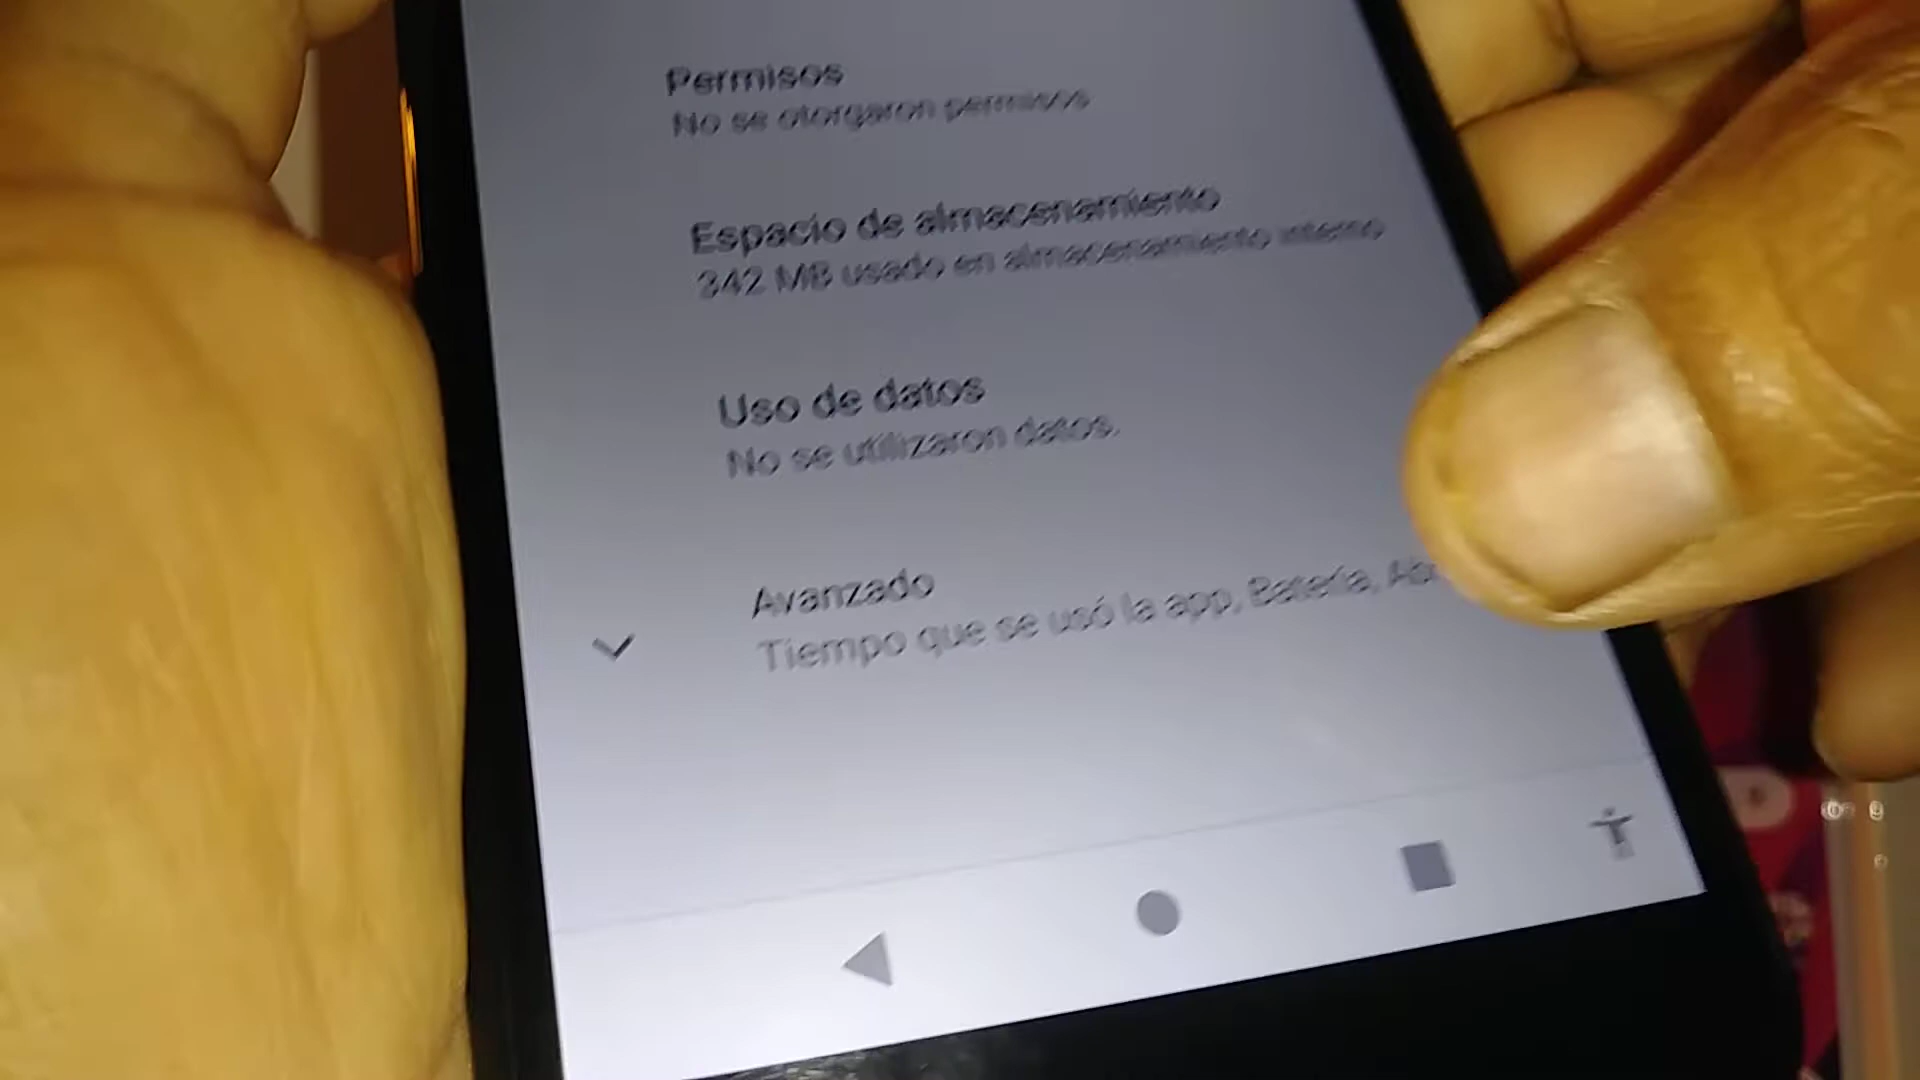 Permisos
No se otorgaron permisos
Espacio de almacenamiento
342 MB usado en almacenamiento interno
Uso de datos
No se utilizaron datos.
Avanzado
Tiempo que se usó la app, Batería,